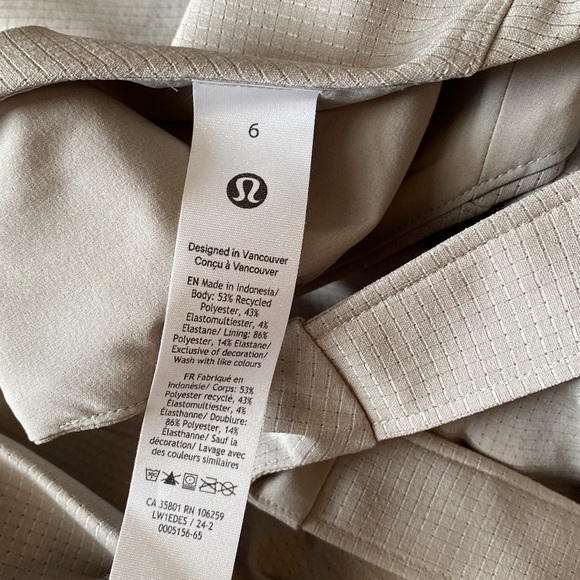 6
Designed in Vancouver
Conçu à Vancouver
EN Made in Indonesia/
Body: 53% Recycled
Polyester, 43%
Elastomultiester, 4%
Elastane/ Lining: 86%
Polyester, 14% Elastane/
Exclusive of decoration/
Wash with like colours
FR Fabriqué en
Indonésie/ Corps: 53%
Polyester recyclé, 43%
Élastomultiester, 4%
Élasthanne/ Doublure:
86% Polyester, 14%
Élasthanne/ Sauf la
décoration/ Lavage avec
des couleurs similaires
CA 35801 RN 106259
LW1EDES / 24-2
0005156-65